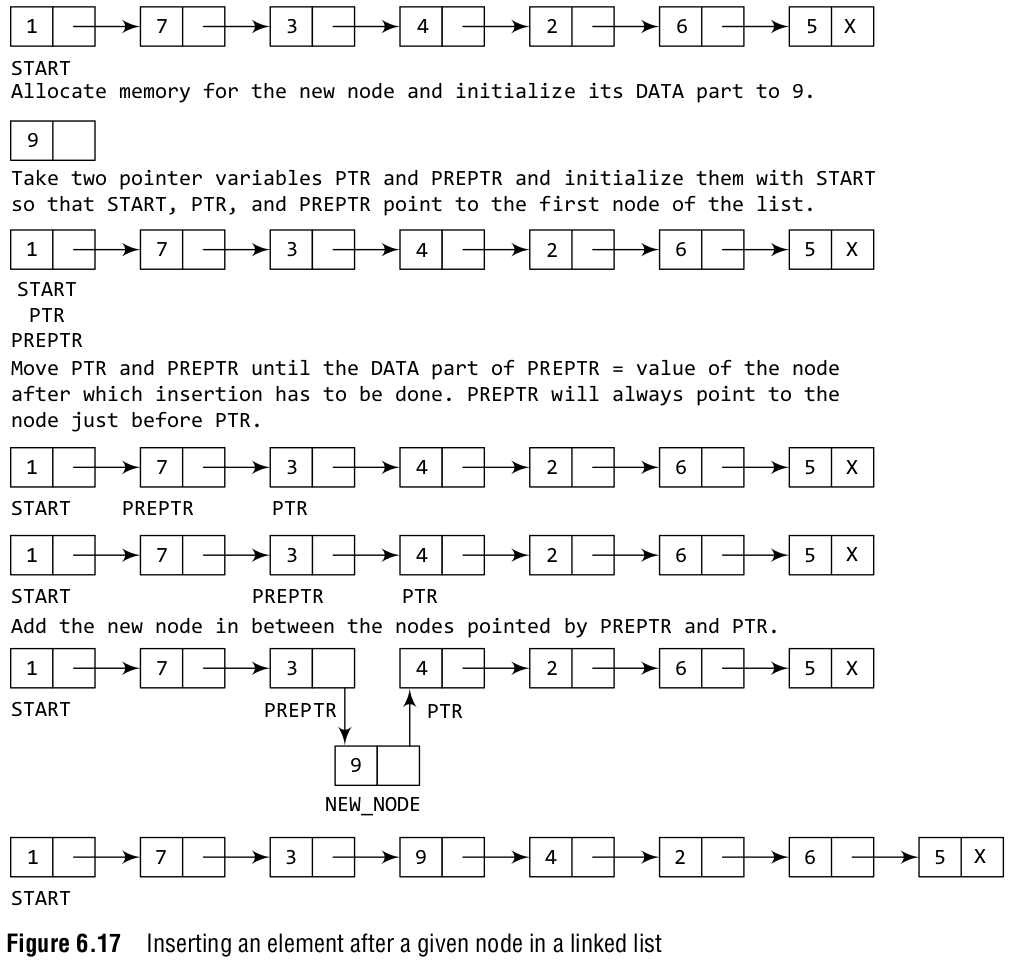 1 7 3 4 2 6 5 X
START
Allocate memory for the new node and initialize its DATA part to 9.
9
Take two pointer variables PTR and PREPTR and initialize them with START
so that START, PTR, and PREPTR point to the first node of the list.
1 7 3 4 2 6 5 X
START
PTR
PREPTR
Move PTR and PREPTR until the DATA part of PREPTR = value of the node
after which insertion has to be done. PREPTR will always point to the
node just before PTR.
1 7 3 4 2 6 5 X
START PREPTR PTR
1 7 3 4 2 6 5 X
START PREPTR PTR
Add the new node in between the nodes pointed by PREPTR and PTR.
1 7 3 4 2 6 5 X
START PREPTR PTR
9
NEW_NODE
1 7 3 9 4 2 6 5 X
START
Figure 6.17 Inserting an element after a given node in a linked list